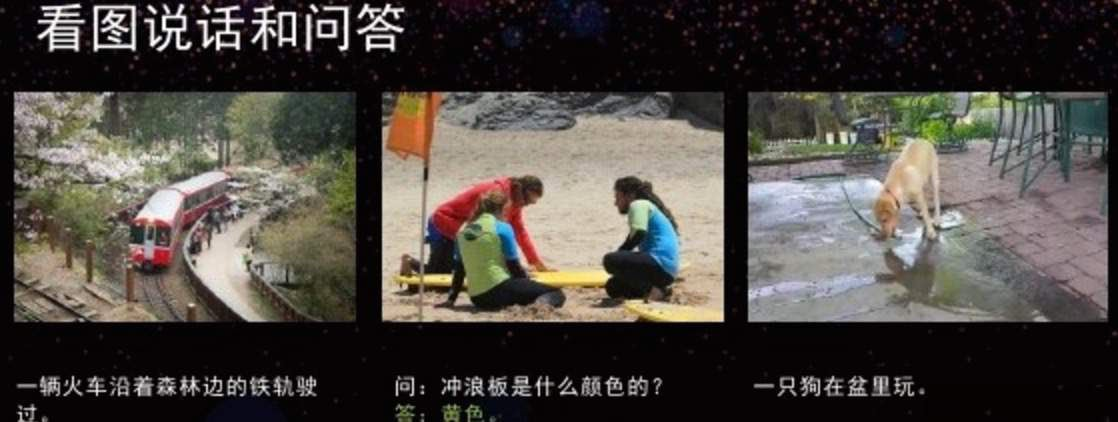 看图说话和问答
一辆火车沿着森林边的铁轨驶
过。
问：冲浪板是什么颜色的？
答：黄色。
一只狗在盆里玩。